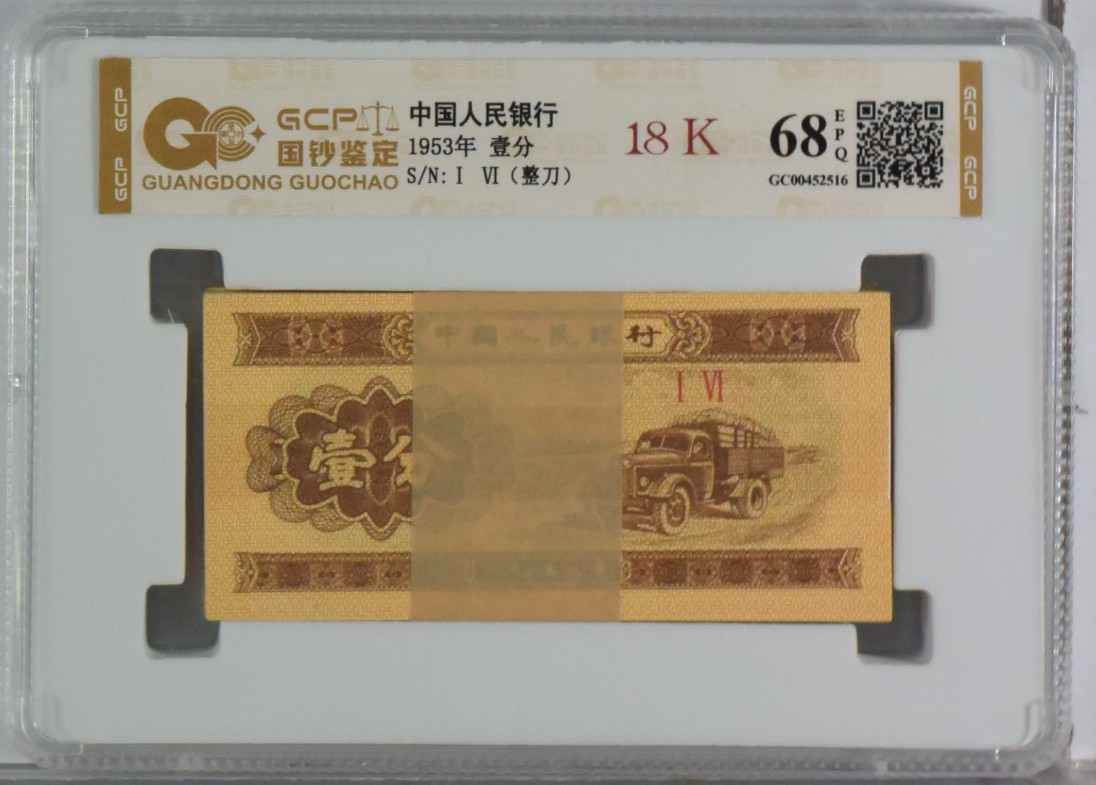 GCP
GCP
GCP
国钞鉴定
GUANGDONG GUOCHAO
中国人民银行
1953年 壹分
S/N: I VI (整刀)
18 K
68
EPQ
GC00452516
GCP
GCP
中國人民銀行
I VI
壹分